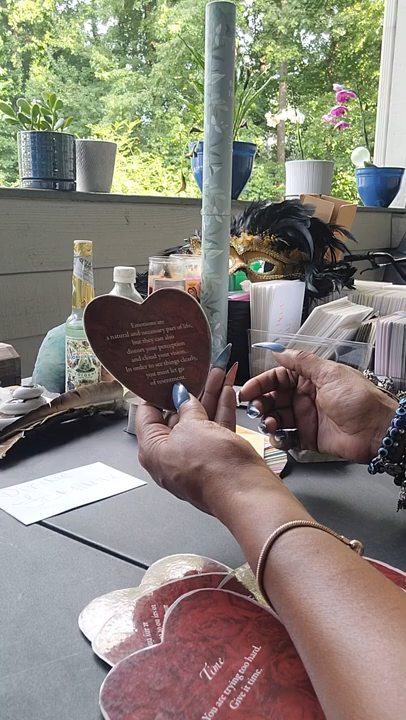 Emotions are
a natural and necessary part of life,
but they can also
distort your perception
and cloud your vision.
In order to see things clearly,
you must let go
of resentment.
Time
You are trying too hard.
Give it time.